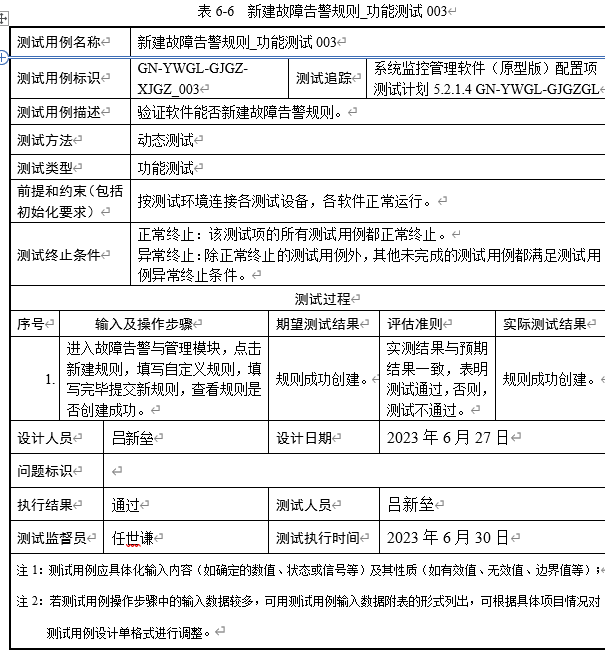 表 6-6 新建故障告警规则_功能测试 003
测试用例名称 新建故障告警规则_功能测试 003
测试用例标识 GN-YWGL-GJGZ-XJGZ_003 测试追踪 系统监控管理软件（原型版）配置项测试计划 5.2.1.4 GN-YWGL-GJGZGL
测试用例描述 验证软件能否新建故障告警规则。
测试方法 动态测试
测试类型 功能测试
前提和约束（包括初始化要求） 按测试环境连接各测试设备，各软件正常运行。
测试终止条件 正常终止：该测试项的所有测试用例都正常终止。
异常终止：除正常终止的测试用例外，其他未完成的测试用例都满足测试用例异常终止条件。
测试过程
序号 输入及操作步骤 期望测试结果 评估准则 实际测试结果
1. 进入故障告警与管理模块，点击新建规则，填写自定义规则，填写完毕提交新规则，查看规则是否创建成功。 规则成功创建。 实测结果与预期结果一致，表明测试通过，否则，测试不通过。 规则成功创建。
设计人员 吕新垒 设计日期 2023 年 6 月 27 日
问题标识
执行结果 通过 测试人员 吕新垒
测试监督员 任世谦 测试执行时间 2023 年 6 月 30 日
注 1：测试用例应具体化输入内容（如确定的数值、状态或信号等）及其性质（如有效值、无效值、边界值等）；
注 2：若测试用例操作步骤中的输入数据较多，可用测试用例输入数据附表的形式列出，可根据具体项目情况对
测试用例设计单格式进行调整。